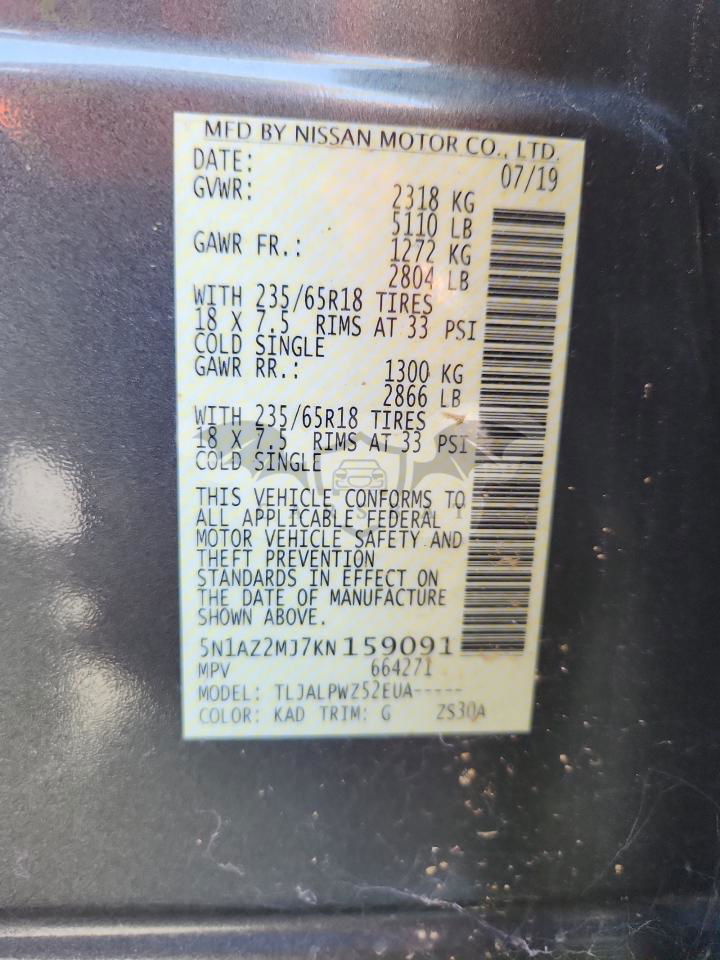 MFD BY NISSAN MOTOR CO., LTD.
DATE: 07/19
GVWR: 2318 KG
5110 LB
GAWR FR.: 1272 KG
2804 LB
WITH 235/65R18 TIRES
18 X 7.5 RIMS AT 33 PSI
COLD SINGLE
GAWR RR.: 1300 KG
2866 LB
WITH 235/65R18 TIRES
18 X 7.5 RIMS AT 33 PSI
COLD SINGLE
THIS VEHICLE CONFORMS TO
ALL APPLICABLE FEDERAL
MOTOR VEHICLE SAFETY AND
THEFT PREVENTION
STANDARDS IN EFFECT ON
THE DATE OF MANUFACTURE
SHOWN ABOVE.
5N1AZ2MJ7KN159091
MPV 664271
MODEL: TLJALPWZ52EUA-----
COLOR: KAD TRIM: G ZS30A